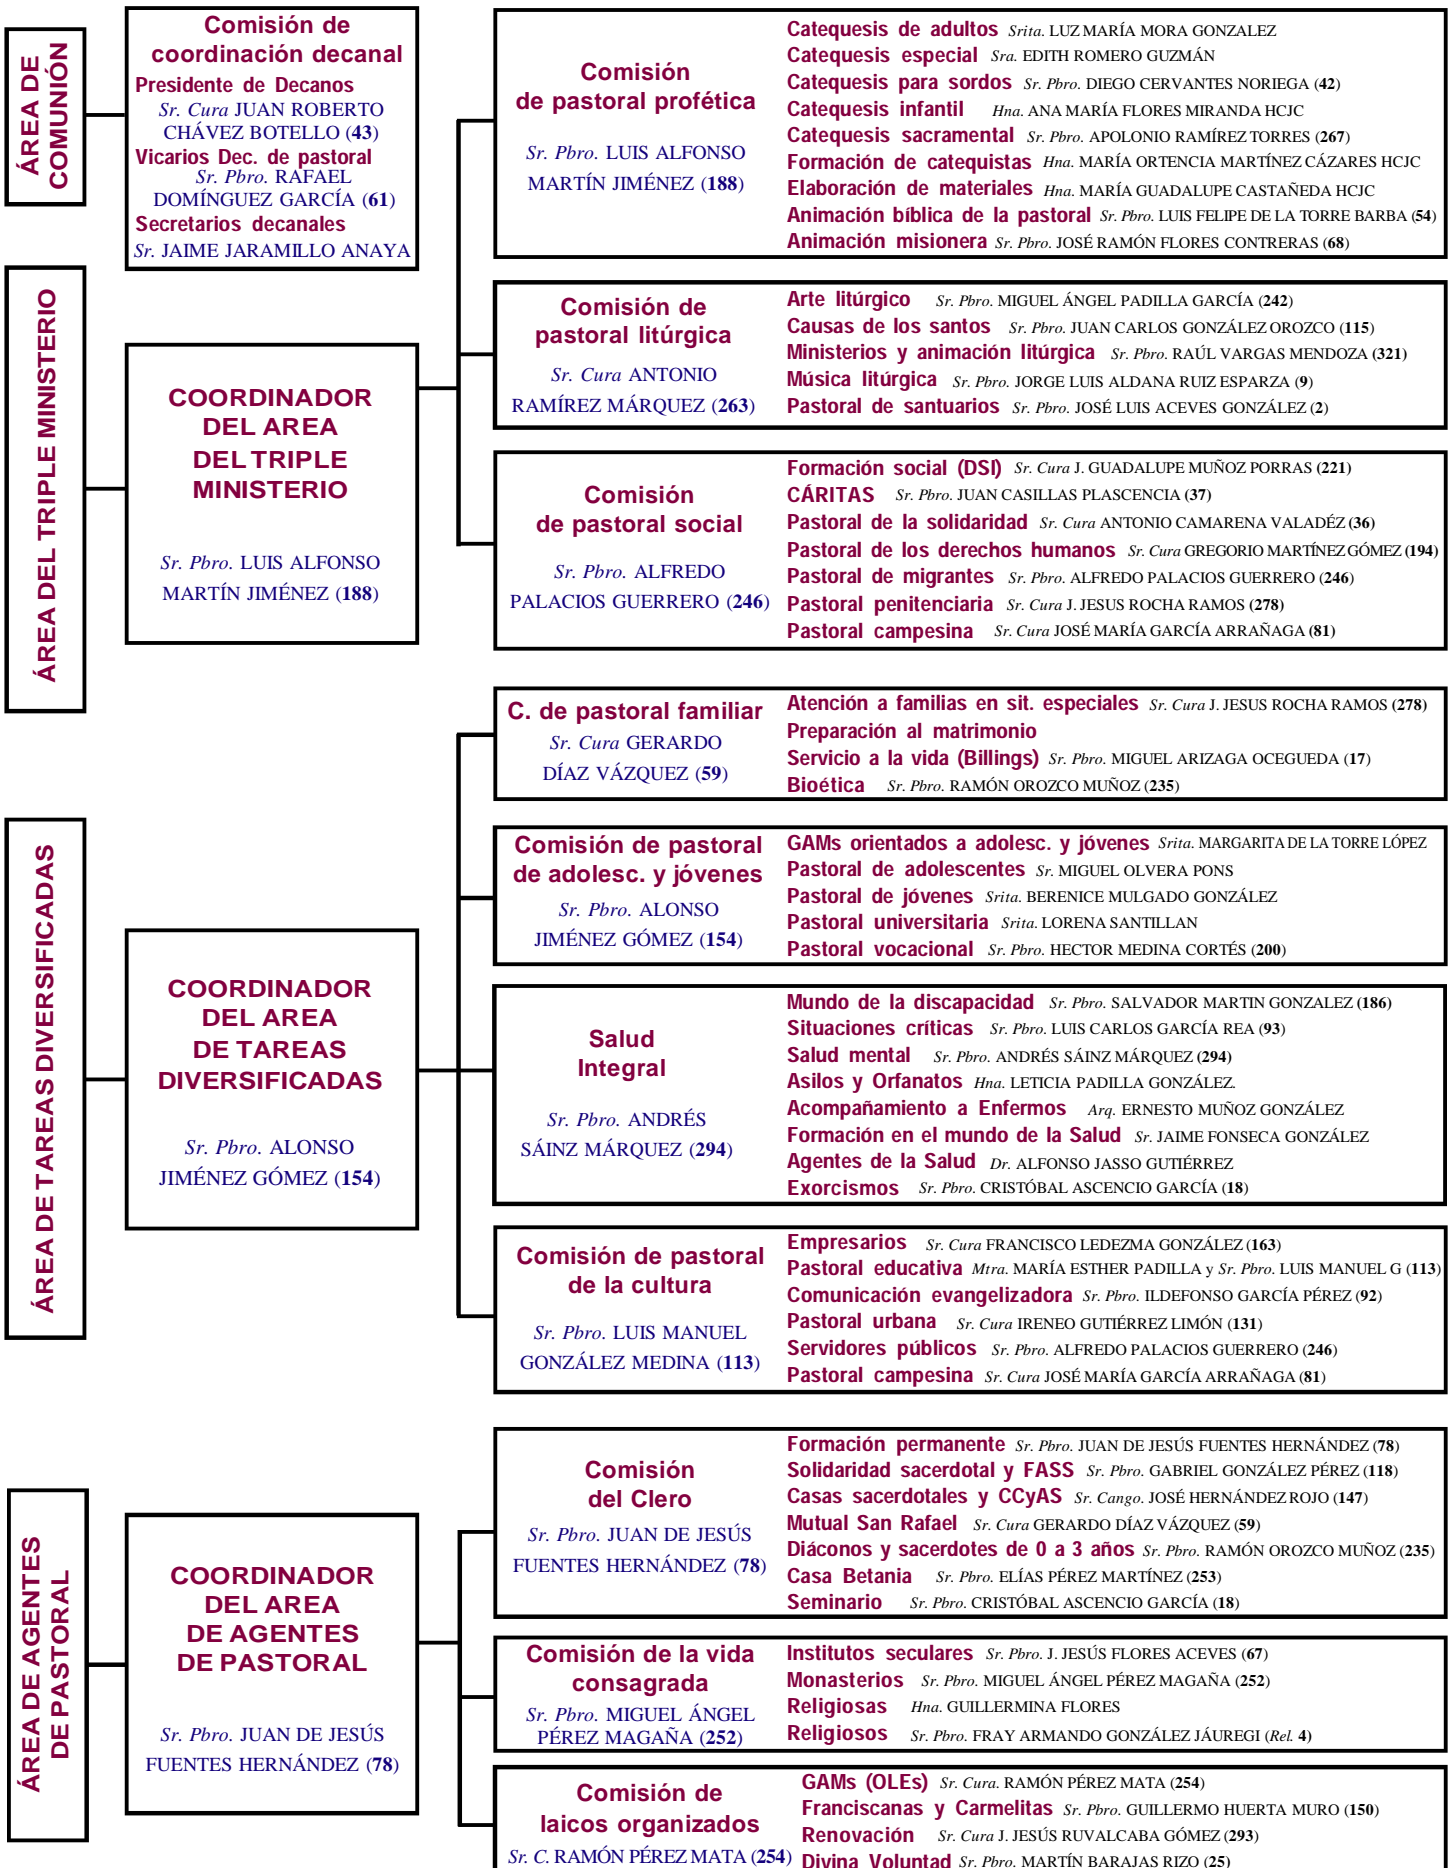 ÁREA DE
COMUNIÓN
Comisión de
coordinación decanal
Presidente de Decanos
Sr. Cura JUAN ROBERTO
CHÁVEZ BOTELLO (43)
Vicarios Dec. de pastoral
Sr. Pbro. RAFAEL
DOMÍNGUEZ GARCÍA (61)
Secretarios decanales
Sr. JAIME JARAMILLO ANAYA
ÁREA DEL TRIPLE MINISTERIO
COORDINADOR
DEL AREA
DEL TRIPLE
MINISTERIO
Sr. Pbro. LUIS ALFONSO
MARTÍN JIMÉNEZ (188)
Comisión
de pastoral profética
Sr. Pbro. LUIS ALFONSO
MARTÍN JIMÉNEZ (188)
Catequesis de adultos Srita. LUZ MARÍA MORA GONZALEZ
Catequesis especial Sra. EDITH ROMERO GUZMÁN
Catequesis para sordos Sr. Pbro. DIEGO CERVANTES NORIEGA (42)
Catequesis infantil Hna. ANA MARÍA FLORES MIRANDA HCJC
Catequesis sacramental Sr. Pbro. APOLONIO RAMÍREZ TORRES (267)
Formación de catequistas Hna. MARÍA ORTENCIA MARTÍNEZ CÁZARES HCJC
Elaboración de materiales Hna. MARÍA GUADALUPE CASTAÑEDA HCJC
Animación bíblica de la pastoral Sr. Pbro. LUIS FELIPE DE LA TORRE BARBA (54)
Animación misionera Sr. Pbro. JOSÉ RAMÓN FLORES CONTRERAS (68)
Comisión de
pastoral litúrgica
Sr. Cura ANTONIO
RAMÍREZ MÁRQUEZ (263)
Arte litúrgico Sr. Pbro. MIGUEL ÁNGEL PADILLA GARCÍA (242)
Causas de los santos Sr. Pbro. JUAN CARLOS GONZÁLEZ OROZCO (115)
Ministerios y animación litúrgica Sr. Pbro. RAÚL VARGAS MENDOZA (321)
Música litúrgica Sr. Pbro. JORGE LUIS ALDANA RUIZ ESPARZA (9)
Pastoral de santuarios Sr. Pbro. JOSÉ LUIS ACEVES GONZÁLEZ (2)
Comisión
de pastoral social
Sr. Pbro. ALFREDO
PALACIOS GUERRERO (246)
Formación social (DSI) Sr. Cura J. GUADALUPE MUÑOZ PORRAS (221)
CÁRITAS Sr. Pbro. JUAN CASILLAS PLASCENCIA (37)
Pastoral de la solidaridad Sr. Cura ANTONIO CAMARENA VALADÉZ (36)
Pastoral de los derechos humanos Sr. Cura GREGORIO MARTÍNEZ GÓMEZ (194)
Pastoral de migrantes Sr. Pbro. ALFREDO PALACIOS GUERRERO (246)
Pastoral penitenciaria Sr. Cura J. JESUS ROCHA RAMOS (278)
Pastoral campesina Sr. Cura JOSÉ MARÍA GARCÍA ARRAÑAGA (81)
ÁREA DE TAREAS DIVERSIFICADAS
COORDINADOR
DEL AREA
DE TAREAS
DIVERSIFICADAS
Sr. Pbro. ALONSO
JIMÉNEZ GÓMEZ (154)
C. de pastoral familiar
Sr. Cura GERARDO
DÍAZ VÁZQUEZ (59)
Atención a familias en sit. especiales Sr. Cura J. JESUS ROCHA RAMOS (278)
Preparación al matrimonio
Servicio a la vida (Billings) Sr. Pbro. MIGUEL ARIZAGA OCEGUEDA (17)
Bioética Sr. Pbro. RAMÓN OROZCO MUÑOZ (235)
Comisión de pastoral
de adolesc. y jóvenes
Sr. Pbro. ALONSO
JIMÉNEZ GÓMEZ (154)
GAMs orientados a adolesc. y jóvenes Srita. MARGARITA DE LA TORRE LÓPEZ
Pastoral de adolescentes Sr. MIGUEL OLVERA PONS
Pastoral de jóvenes Srita. BERENICE MULGADO GONZÁLEZ
Pastoral universitaria Srita. LORENA SANTILLAN
Pastoral vocacional Sr. Pbro. HECTOR MEDINA CORTÉS (200)
Salud
Integral
Sr. Pbro. ANDRÉS
SÁINZ MÁRQUEZ (294)
Mundo de la discapacidad Sr. Pbro. SALVADOR MARTIN GONZALEZ (186)
Situaciones críticas Sr. Pbro. LUIS CARLOS GARCÍA REA (93)
Salud mental Sr. Pbro. ANDRÉS SÁINZ MÁRQUEZ (294)
Asilos y Orfanatos Hna. LETICIA PADILLA GONZÁLEZ.
Acompañamiento a Enfermos Arq. ERNESTO MUÑOZ GONZÁLEZ
Formación en el mundo de la Salud Sr. JAIME FONSECA GONZÁLEZ
Agentes de la Salud Dr. ALFONSO JASSO GUTIÉRREZ
Exorcismos Sr. Pbro. CRISTÓBAL ASCENCIO GARCÍA (18)
Comisión de pastoral
de la cultura
Sr. Pbro. LUIS MANUEL
GONZÁLEZ MEDINA (113)
Empresarios Sr. Cura FRANCISCO LEDEZMA GONZÁLEZ (163)
Pastoral educativa Mtra. MARÍA ESTHER PADILLA y Sr. Pbro. LUIS MANUEL G (113)
Comunicación evangelizadora Sr. Pbro. ILDEFONSO GARCÍA PÉREZ (92)
Pastoral urbana Sr. Cura IRENEO GUTIÉRREZ LIMÓN (131)
Servidores públicos Sr. Pbro. ALFREDO PALACIOS GUERRERO (246)
Pastoral campesina Sr. Cura JOSÉ MARÍA GARCÍA ARRAÑAGA (81)
ÁREA DE AGENTES
DE PASTORAL
COORDINADOR
DEL AREA
DE AGENTES
DE PASTORAL
Sr. Pbro. JUAN DE JESÚS
FUENTES HERNÁNDEZ (78)
Comisión
del Clero
Sr. Pbro. JUAN DE JESÚS
FUENTES HERNÁNDEZ (78)
Formación permanente Sr. Pbro. JUAN DE JESÚS FUENTES HERNÁNDEZ (78)
Solidaridad sacerdotal y FASS Sr. Pbro. GABRIEL GONZÁLEZ PÉREZ (118)
Casas sacerdotales y CCyAS Sr. Cango. JOSÉ HERNÁNDEZ ROJO (147)
Mutual San Rafael Sr. Cura GERARDO DÍAZ VÁZQUEZ (59)
Diáconos y sacerdotes de 0 a 3 años Sr. Pbro. RAMÓN OROZCO MUÑOZ (235)
Casa Betania Sr. Pbro. ELÍAS PÉREZ MARTÍNEZ (253)
Seminario Sr. Pbro. CRISTÓBAL ASCENCIO GARCÍA (18)
Comisión de la vida
consagrada
Sr. Pbro. MIGUEL ÁNGEL
PÉREZ MAGAÑA (252)
Institutos seculares Sr. Pbro. J. JESÚS FLORES ACEVES (67)
Monasterios Sr. Pbro. MIGUEL ÁNGEL PÉREZ MAGAÑA (252)
Religiosas Hna. GUILLERMINA FLORES
Religiosos Sr. Pbro. FRAY ARMANDO GONZÁLEZ JÁUREGI (Rel. 4)
Comisión de
laicos organizados
Sr. C. RAMÓN PÉREZ MATA (254)
GAMs (OLEs) Sr. Cura. RAMÓN PÉREZ MATA (254)
Franciscanas y Carmelitas Sr. Pbro. GUILLERMO HUERTA MURO (150)
Renovación Sr. Cura J. JESÚS RUVALCABA GÓMEZ (293)
Divina Voluntad Sr. Pbro. MARTÍN BARAJAS RIZO (25)